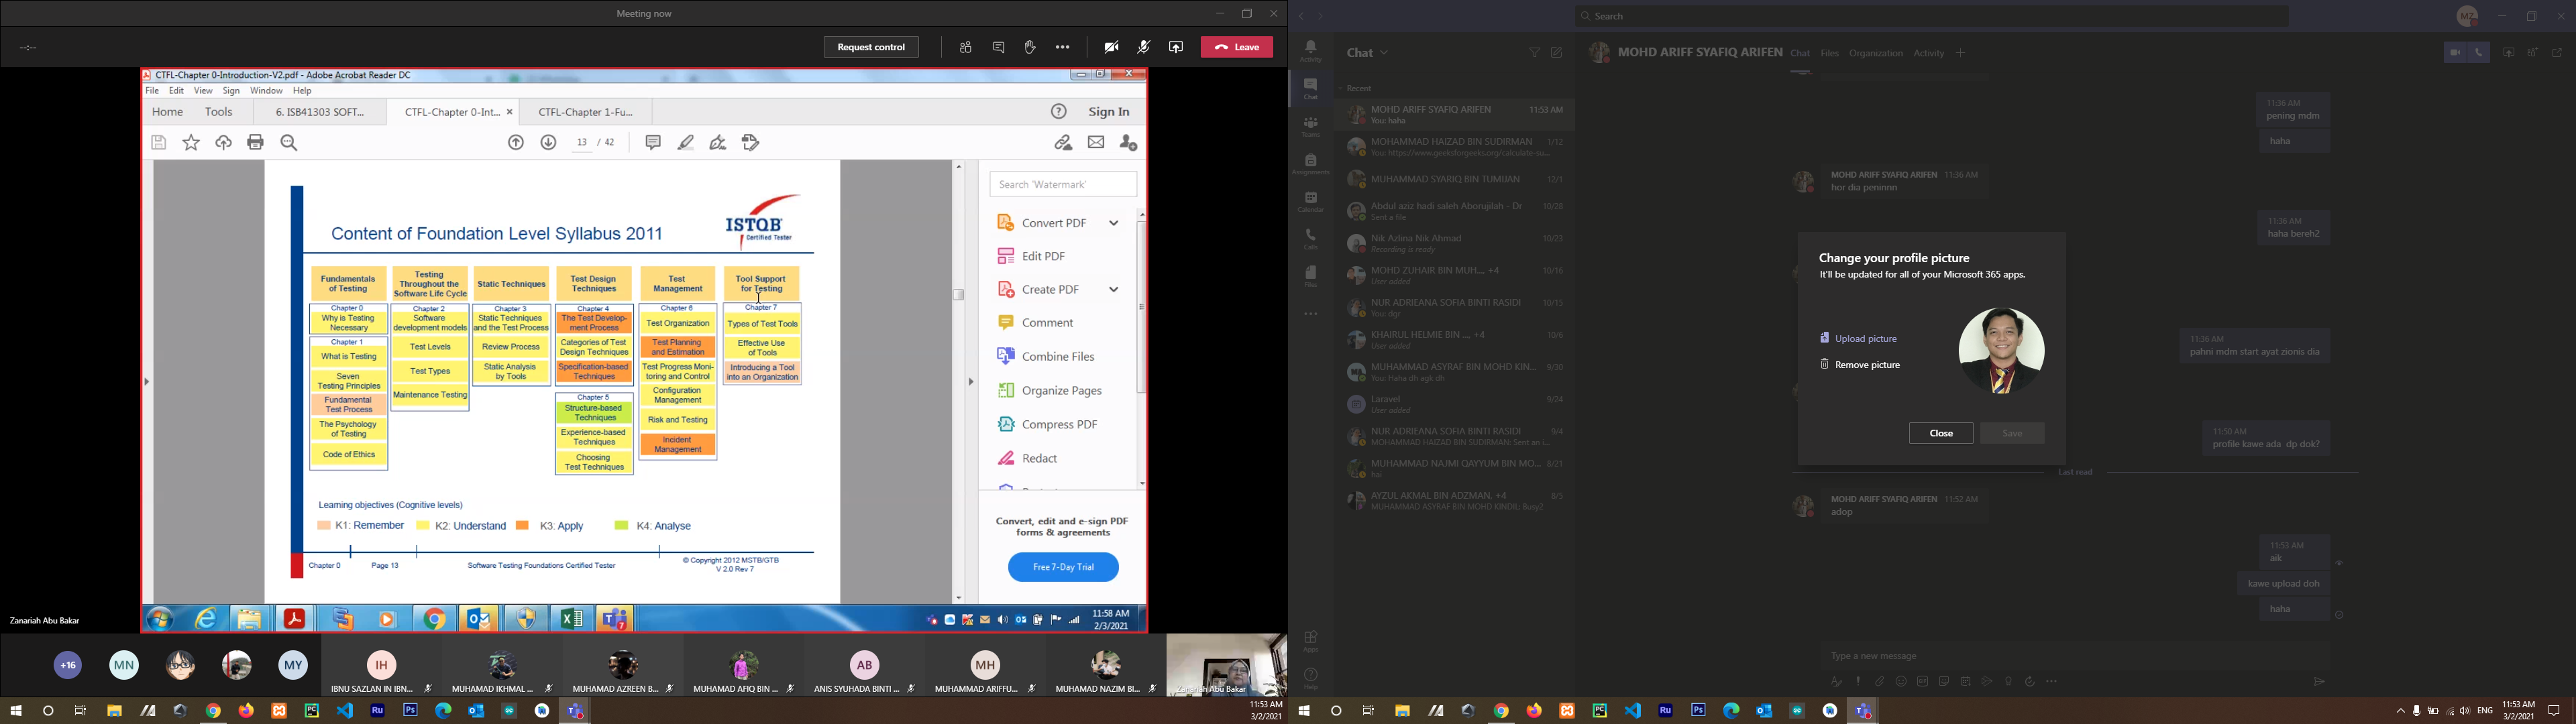 Meeting now
--:--
Request control
Leave
CTFL-Chapter 0-Introduction-V2.pdf - Adobe Acrobat Reader DC
File Edit View Sign Window Help
Home Tools 6. ISB41303 SOFT... CTFL-Chapter 0-Int... × CTFL-Chapter 1-Fu... Sign In
13 / 42
ISTQB
Certified Tester
Content of Foundation Level Syllabus 2011
Fundamentals
of Testing
Chapter 0
Why is Testing
Necessary
Chapter 1
What is Testing
Seven
Testing Principles
Fundamental
Test Process
The Psychology
of Testing
Code of Ethics
Testing
Throughout the
Software Life Cycle
Chapter 2
Software
development models
Test Levels
Test Types
Maintenance Testing
Static Techniques
Chapter 3
Static Techniques
and the Test Process
Review Process
Static Analysis
by Tools
Test Design
Techniques
Chapter 4
The Test Develop-
ment Process
Categories of Test
Design Techniques
Specification-based
Techniques
Chapter 5
Structure-based
Techniques
Experience-based
Techniques
Choosing
Test Techniques
Test
Management
Chapter 6
Test Organization
Test Planning
and Estimation
Test Progress Moni-
toring and Control
Configuration
Management
Risk and Testing
Incident
Management
Tool Support
for Testing
Chapter 7
Types of Test Tools
Effective Use
of Tools
Introducing a Tool
into an Organization
Learning objectives (Cognitive levels)
K1: Remember K2: Understand K3: Apply K4: Analyse
Chapter 0 Page 13 Software Testing Foundations Certified Tester
© Copyright 2012 MSTB/GTB
V 2.0 Rev 7
Search 'Watermark'
Convert PDF
Edit PDF
Create PDF
Comment
Combine Files
Organize Pages
Compress PDF
Redact
Convert, edit and e-sign PDF
forms & agreements
Free 7-Day Trial
11:58 AM
2/3/2021
Zanariah Abu Bakar
+16
MN
MY
IH
IBNU SAZLAN IN IBN...
MUHAMAD IKHMAL ...
MUHAMAD AZREEN B...
MUHAMAD AFIQ BIN ...
AB
ANIS SYUHADA BINTI ...
MH
MUHAMMAD ARIFFU...
MUHAMAD NAZIM BI...
Zanariah Abu Bakar
11:53 AM
3/2/2021
Search
MZ
Activity
Chat
Teams
Assignments
Calendar
Calls
Files
Apps
Help
Chat
Recent
MOHD ARIFF SYAFIQ ARIFEN 11:53 AM
You: haha
MOHAMMAD HAIZAD BIN SUDIRMAN 1/12
You: https://www.geeksforgeeks.org/calculate-su...
MUHAMMAD SYARIQ BIN TUMIJAN 12/1
Abdul aziz hadi saleh Aborujilah - Dr 10/28
Sent a file
Nik Azlina Nik Ahmad 10/23
Recording is ready
MOHD ZUHAIR BIN MUH... +4 10/16
User added
NUR ADRIEANA SOFIA BINTI RASIDI 10/15
You: dgr
KHAIRUL HELMIE BIN ..., +4 10/6
User added
MUHAMMAD ASYRAF BIN MOHD KIN... 9/30
You: Haha dh agk dh
Laravel 9/24
User added
NUR ADRIEANA SOFIA BINTI RASIDI 9/4
MOHAMMAD HAIZAD BIN SUDIRMAN: Sent an i...
MUHAMMAD NAJMI QAYYUM BIN MO... 8/21
hai
AYZUL AKMAL BIN ADZMAN, +4 8/5
MUHAMMAD ASYRAF BIN MOHD KINDIL: Busy2
MOHD ARIFF SYAFIQ ARIFEN Chat Files Organization Activity
11:36 AM
pening mdm
haha
MOHD ARIFF SYAFIQ ARIFEN 11:36 AM
hor dia peninnn
11:36 AM
haha bereh2
11:36 AM
pahni mdm start ayat zionis dia
Change your profile picture
It'll be updated for all of your Microsoft 365 apps.
Upload picture
Remove picture
Close
Save
11:50 AM
profile kawe ada dp dok?
Last read
MOHD ARIFF SYAFIQ ARIFEN 11:52 AM
adop
11:53 AM
aik
kawe upload doh
haha
Type a new message
ENG
11:53 AM
3/2/2021